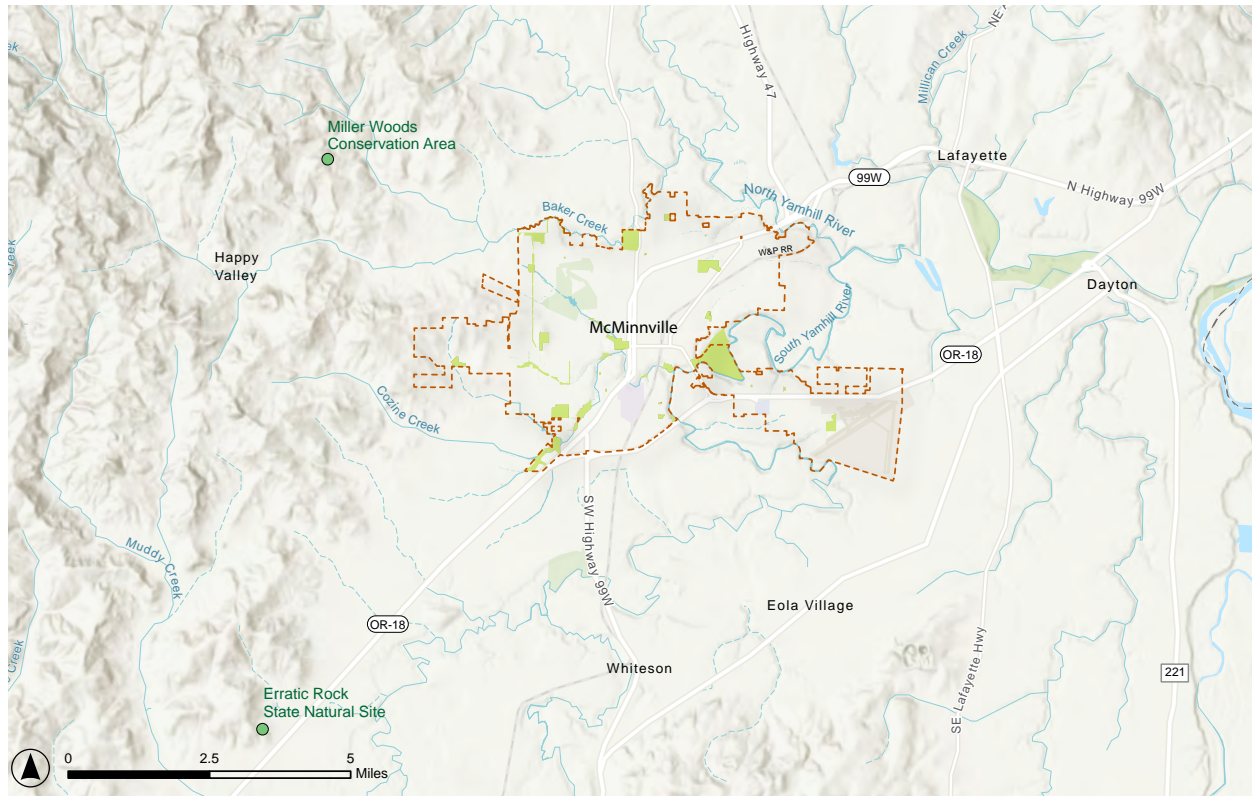 Highway 47
Millican Creek
Miller Woods
Conservation Area
Lafayette
99W
N Highway 99W
North Yamhill River
Baker Creek
W&P RR
Happy
Valley
Dayton
McMinnville
South Yamhill River
OR-18
Cozine Creek
SW Highway 99W
Muddy Creek
Eola Village
OR-18
SE Lafayette Hwy
Whiteson
221
Creek
Erratic Rock
State Natural Site
0
2.5
5
Miles